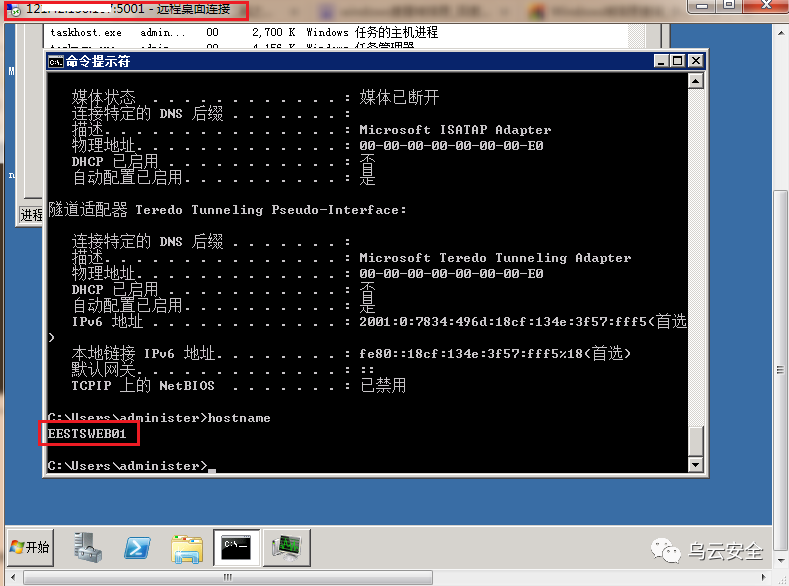 :5001 - 远程桌面连接
taskhost.exe admin... 00 2,700 K Windows 任务的主机进程
命令提示符
媒体状态 . . . . . . . . . . . . : 媒体已断开
连接特定的 DNS 后缀 . . . . . . . :
描述. . . . . . . . . . . . . . . : Microsoft ISATAP Adapter
物理地址. . . . . . . . . . . . . : 00-00-00-00-00-00-00-E0
DHCP 已启用 . . . . . . . . . . . : 否
自动配置已启用. . . . . . . . . . : 是
隧道适配器 Teredo Tunneling Pseudo-Interface:
连接特定的 DNS 后缀 . . . . . . . :
描述. . . . . . . . . . . . . . . : Microsoft Teredo Tunneling Adapter
物理地址. . . . . . . . . . . . . : 00-00-00-00-00-00-00-E0
DHCP 已启用 . . . . . . . . . . . : 否
自动配置已启用. . . . . . . . . . : 是
IPv6 地址 . . . . . . . . . . . . : 2001:0:7834:496d:18cf:134e:3f57:fff5(首选
)
本地链接 IPv6 地址. . . . . . . . : fe80::18cf:134e:3f57:fff5%18(首选)
默认网关. . . . . . . . . . . . . : ::
TCPIP 上的 NetBIOS . . . . . . . : 已禁用
C:\Users\administer>hostname
EESTSWEB01
C:\Users\administer>_
进程
开始
乌云安全